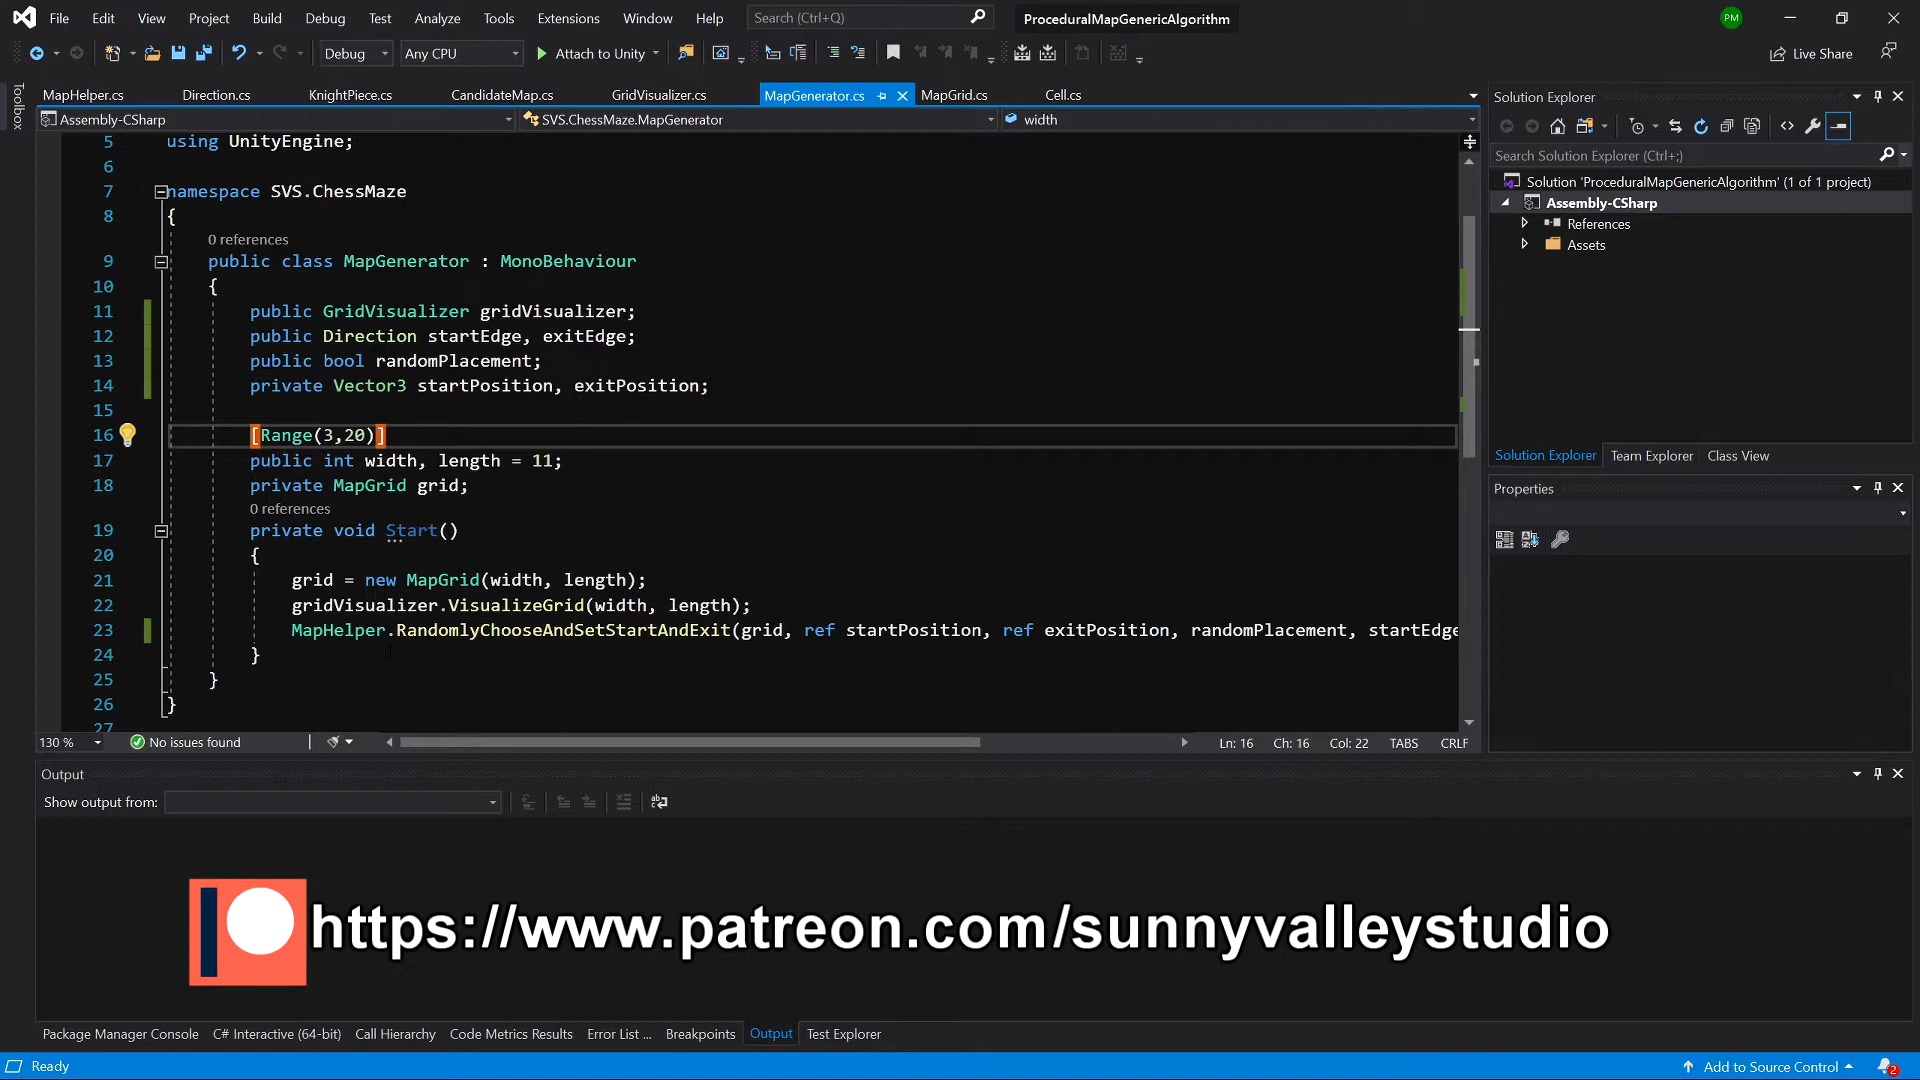 File Edit View Project Build Debug Test Analyze Tools Extensions Window Help Search (Ctrl+Q) ProceduralMapGenericAlgorithm PM
Debug Any CPU Attach to Unity Live Share
Toolbox
MapHelper.cs Direction.cs KnightPiece.cs CandidateMap.cs GridVisualizer.cs MapGenerator.cs MapGrid.cs Cell.cs
Assembly-CSharp SVS.ChessMaze.MapGenerator width
5 using UnityEngine;
6
7 namespace SVS.ChessMaze
8 {
0 references
9 public class MapGenerator : MonoBehaviour
10 {
11 public GridVisualizer gridVisualizer;
12 public Direction startEdge, exitEdge;
13 public bool randomPlacement;
14 private Vector3 startPosition, exitPosition;
15
16 [Range(3,20)]
17 public int width, length = 11;
18 private MapGrid grid;
0 references
19 private void Start()
20 {
21 grid = new MapGrid(width, length);
22 gridVisualizer.VisualizeGrid(width, length);
23 MapHelper.RandomlyChooseAndSetStartAndExit(grid, ref startPosition, ref exitPosition, randomPlacement, startEdge
24 }
25 }
26 }
27
130 % No issues found Ln: 16 Ch: 16 Col: 22 TABS CRLF
Solution Explorer
Search Solution Explorer (Ctrl+;)
Solution 'ProceduralMapGenericAlgorithm' (1 of 1 project)
Assembly-CSharp
References
Assets
Solution Explorer Team Explorer Class View
Properties
Output
Show output from:
https://www.patreon.com/sunnyvalleystudio
Package Manager Console C# Interactive (64-bit) Call Hierarchy Code Metrics Results Error List ... Breakpoints Output Test Explorer
Ready Add to Source Control 2